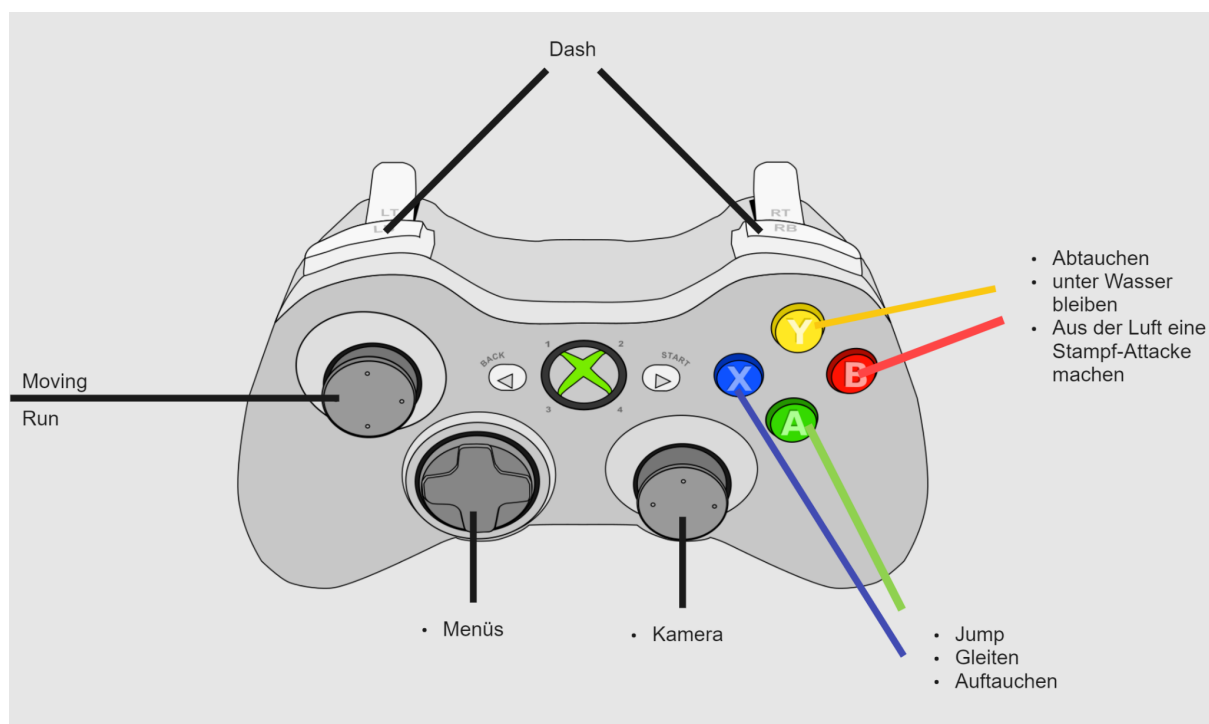 Dash
LT
RT
L
RB
• Abtauchen
• unter Wasser
bleiben
• Aus der Luft eine
Stampf-Attacke
machen
Y
1
2
BACK
START
X
B
Moving
Run
3
4
A
• Menüs
• Kamera
• Jump
• Gleiten
• Auftauchen